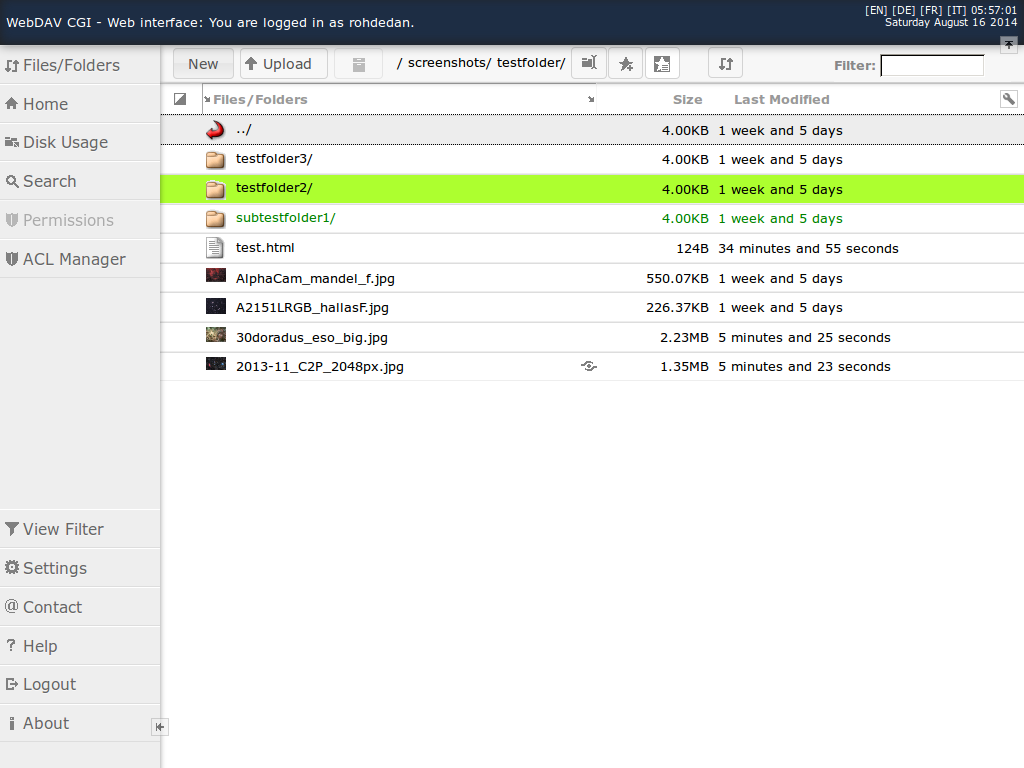 [EN] [DE] [FR] [IT] 05:57:01
WebDAV CGI - Web interface: You are logged in as rohdedan.
Saturday August 16 2014
Files/Folders
Home
Disk Usage
Search
Permissions
ACL Manager
View Filter
Settings
@ Contact
? Help
Logout
i About
New Upload / screenshots/ testfolder/ Filter:
Files/Folders Size Last Modified
../ 4.00KB 1 week and 5 days
testfolder3/ 4.00KB 1 week and 5 days
testfolder2/ 4.00KB 1 week and 5 days
subtestfolder1/ 4.00KB 1 week and 5 days
test.html 124B 34 minutes and 55 seconds
AlphaCam_mandel_f.jpg 550.07KB 1 week and 5 days
A2151LRGB_hallasF.jpg 226.37KB 1 week and 5 days
30doradus_eso_big.jpg 2.23MB 5 minutes and 25 seconds
2013-11_C2P_2048px.jpg 1.35MB 5 minutes and 23 seconds